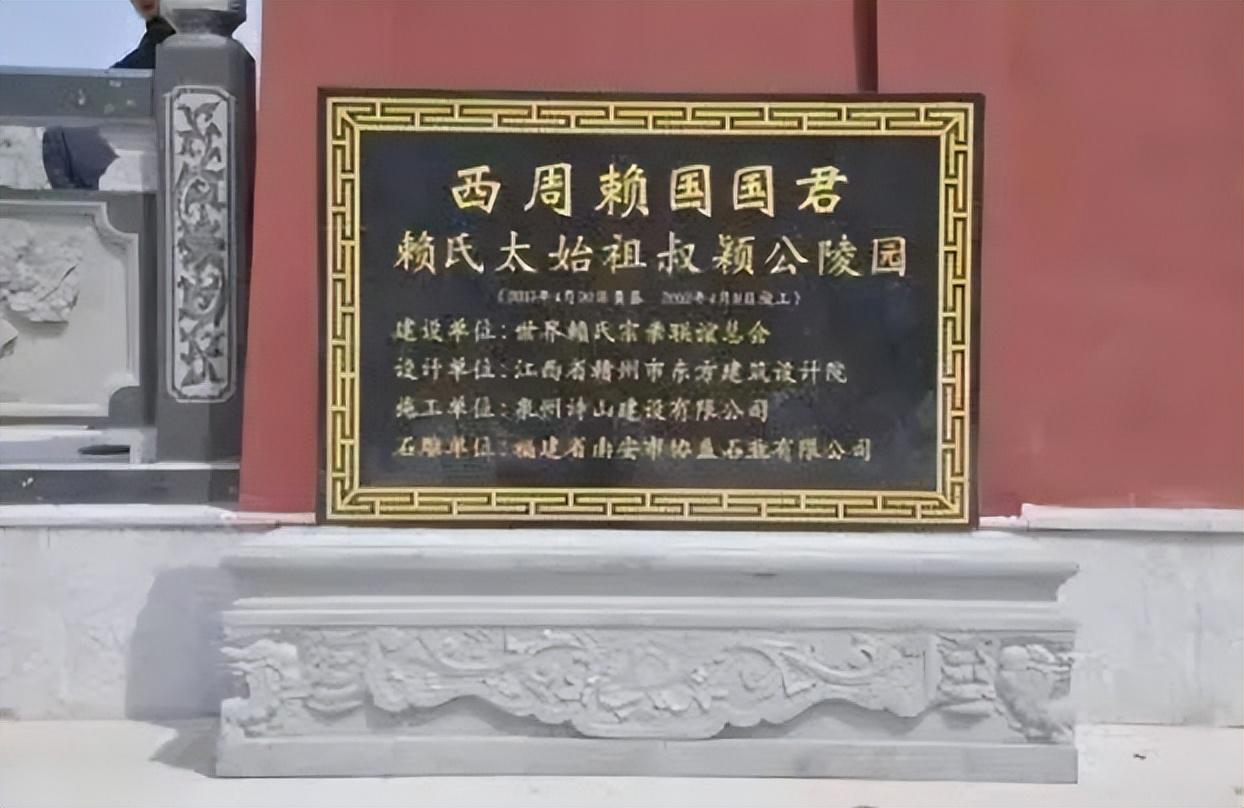 西周赖国国君
赖氏太始祖叔颖公陵园
建设单位:世界赖氏宗亲联谊总会
设计单位:江西省赣州市东方建筑设计院
施工单位:泉州诗山建设有限公司
石雕单位:福建省南安市协益石业有限公司